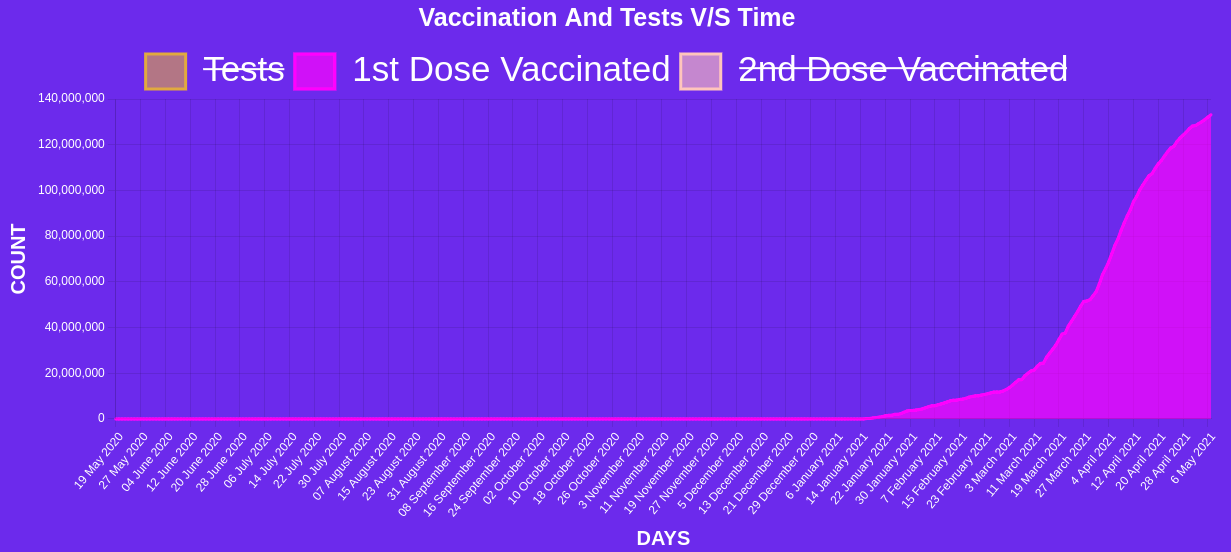 Vaccination And Tests V/S Time
Tests 1st Dose Vaccinated 2nd Dose Vaccinated
140,000,000
120,000,000
100,000,000
80,000,000
60,000,000
40,000,000
20,000,000
0
COUNT
19 May 2020
27 May 2020
04 June 2020
12 June 2020
20 June 2020
28 June 2020
06 July 2020
14 July 2020
22 July 2020
30 July 2020
07 August 2020
15 August 2020
23 August 2020
31 August 2020
08 September 2020
16 September 2020
24 September 2020
02 October 2020
10 October 2020
18 October 2020
26 October 2020
3 November 2020
11 November 2020
19 November 2020
27 November 2020
5 December 2020
13 December 2020
21 December 2020
29 December 2020
6 January 2021
14 January 2021
22 January 2021
30 January 2021
7 February 2021
15 February 2021
23 February 2021
3 March 2021
11 March 2021
19 March 2021
27 March 2021
4 April 2021
12 April 2021
20 April 2021
28 April 2021
6 May 2021
DAYS